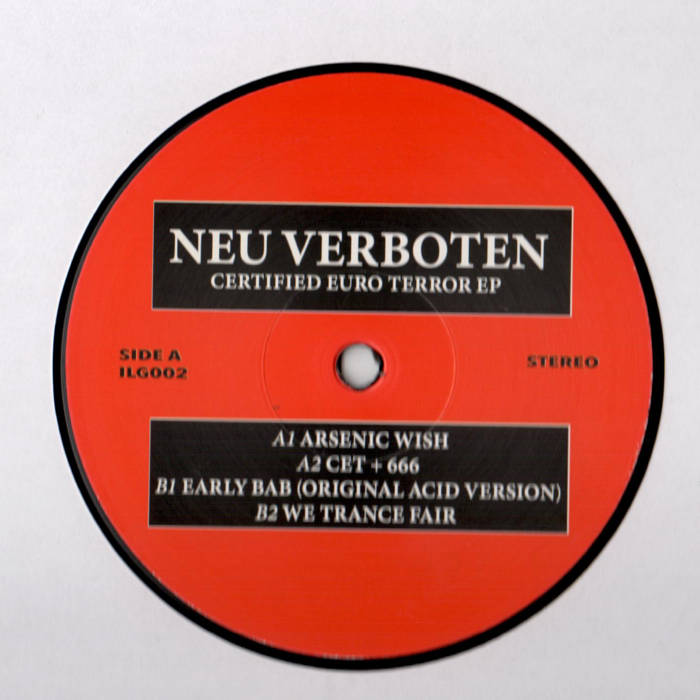 NEU VERBOTEN
CERTIFIED EURO TERROR EP
SIDE A
ILG002
STEREO
A1 ARSENIC WISH
A2 CET + 666
B1 EARLY BAB (ORIGINAL ACID VERSION)
B2 WE TRANCE FAIR